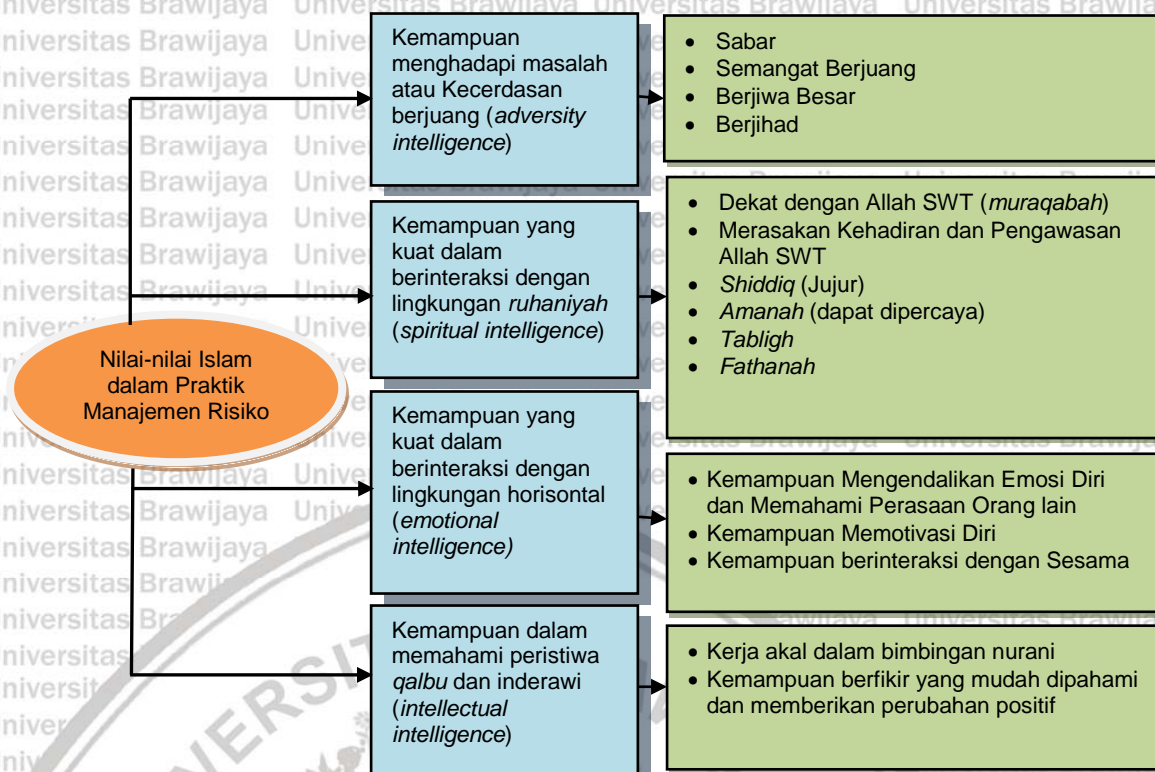 Kemampuan
menghadapi masalah
atau Kecerdasan
berjuang (adversity
intelligence)
• Sabar
• Semangat Berjuang
• Berjiwa Besar
• Berjihad
Kemampuan yang
kuat dalam
berinteraksi dengan
lingkungan ruhaniyah
(spiritual intelligence)
• Dekat dengan Allah SWT (muraqabah)
• Merasakan Kehadiran dan Pengawasan
Allah SWT
• Shiddiq (Jujur)
• Amanah (dapat dipercaya)
• Tabligh
• Fathanah
Nilai-nilai Islam
dalam Praktik
Manajemen Risiko
Kemampuan yang
kuat dalam
berinteraksi dengan
lingkungan horisontal
(emotional
intelligence)
• Kemampuan Mengendalikan Emosi Diri
dan Memahami Perasaan Orang lain
• Kemampuan Memotivasi Diri
• Kemampuan berinteraksi dengan Sesama
Kemampuan dalam
memahami peristiwa
qalbu dan inderawi
(intellectual
intelligence)
• Kerja akal dalam bimbingan nurani
• Kemampuan berfikir yang mudah dipahami
dan memberikan perubahan positif